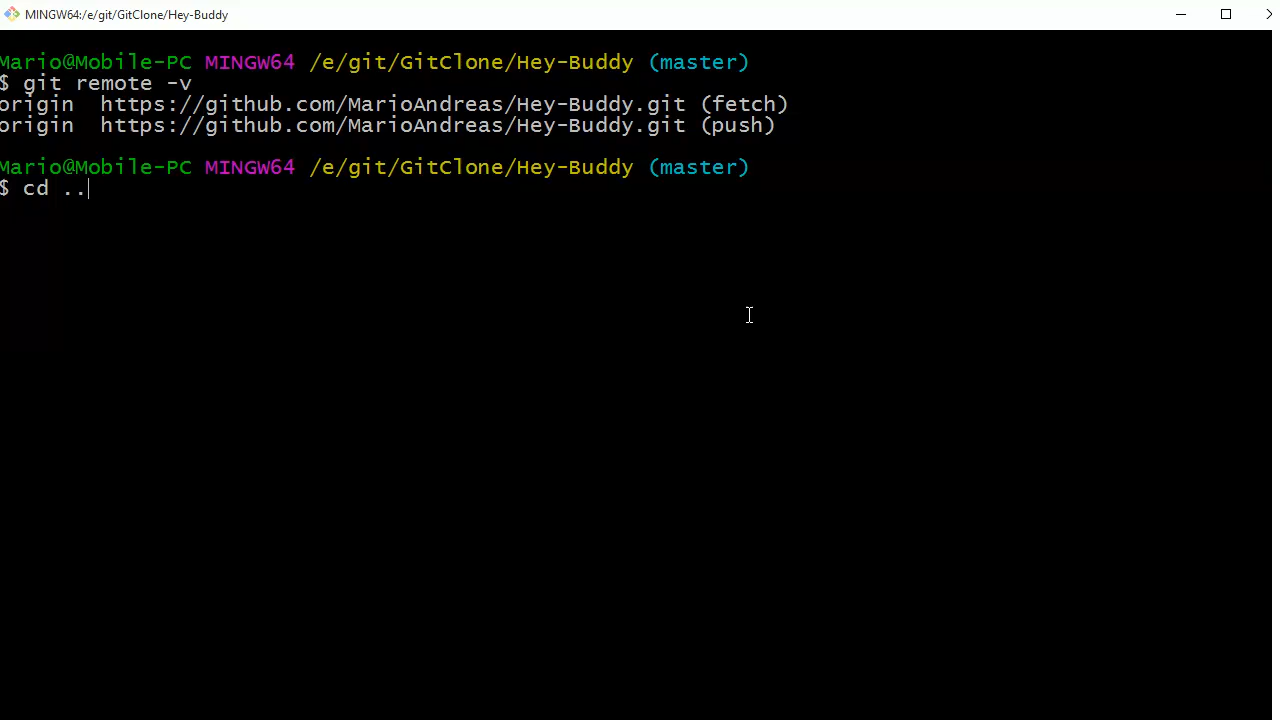 MINGW64:/e/git/GitClone/Hey-Buddy
Mario@Mobile-PC MINGW64 /e/git/GitClone/Hey-Buddy (master)
$ git remote -v
origin  https://github.com/MarioAndreas/Hey-Buddy.git (fetch)
origin  https://github.com/MarioAndreas/Hey-Buddy.git (push)
Mario@Mobile-PC MINGW64 /e/git/GitClone/Hey-Buddy (master)
$ cd ..